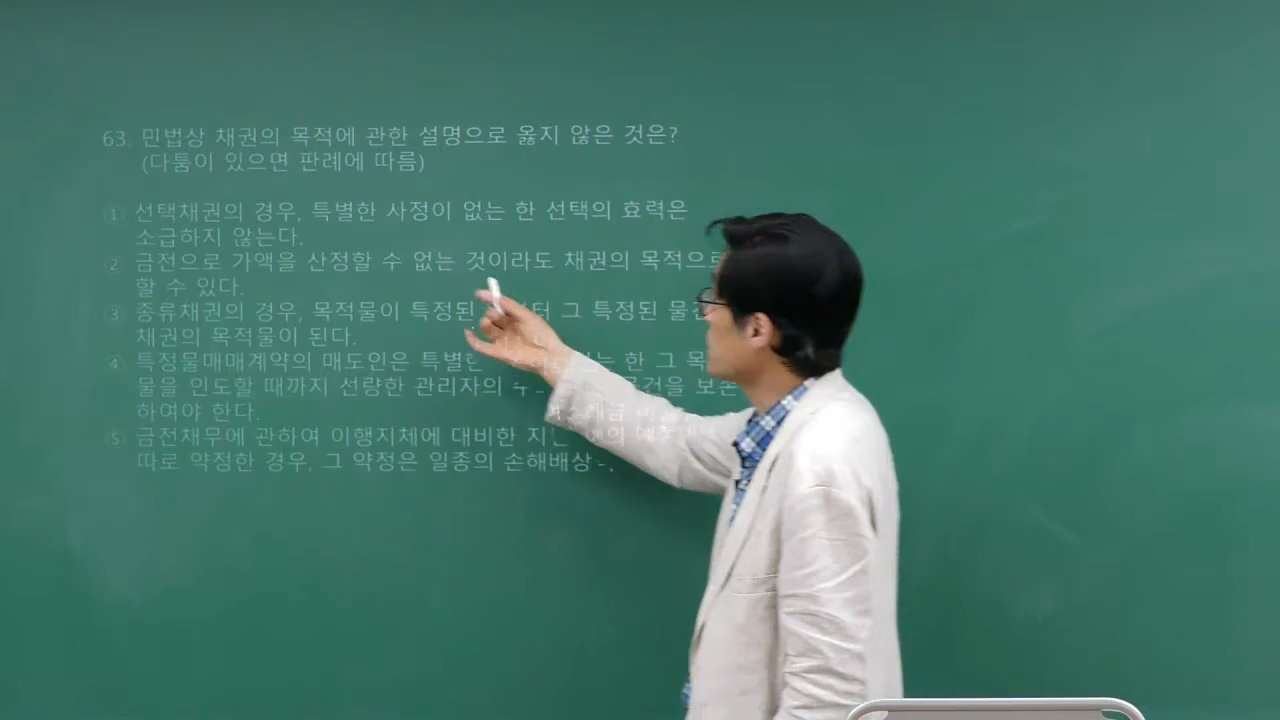 63. 민법상 채권의 목적에 관한 설명으로 옳지 않은 것은?
(다툼이 있으면 판례에 따름)
① 선택채권의 경우, 특별한 사정이 없는 한 선택의 효력은
소급하지 않는다.
② 금전으로 가액을 산정할 수 없는 것이라도 채권의 목적으로
할 수 있다.
③ 종류채권의 경우, 목적물이 특정된 그 특정된
채권의 목적물이 된다.
④ 특정물매매계약의 매도인은 한 그
물을 인도할 때까지 선량한 관리자의 보존
하여야 한다.
⑤ 금전채무에 관하여 이행지체에 대비한
따로 약정한 경우, 그 약정은 일종의 손해배상